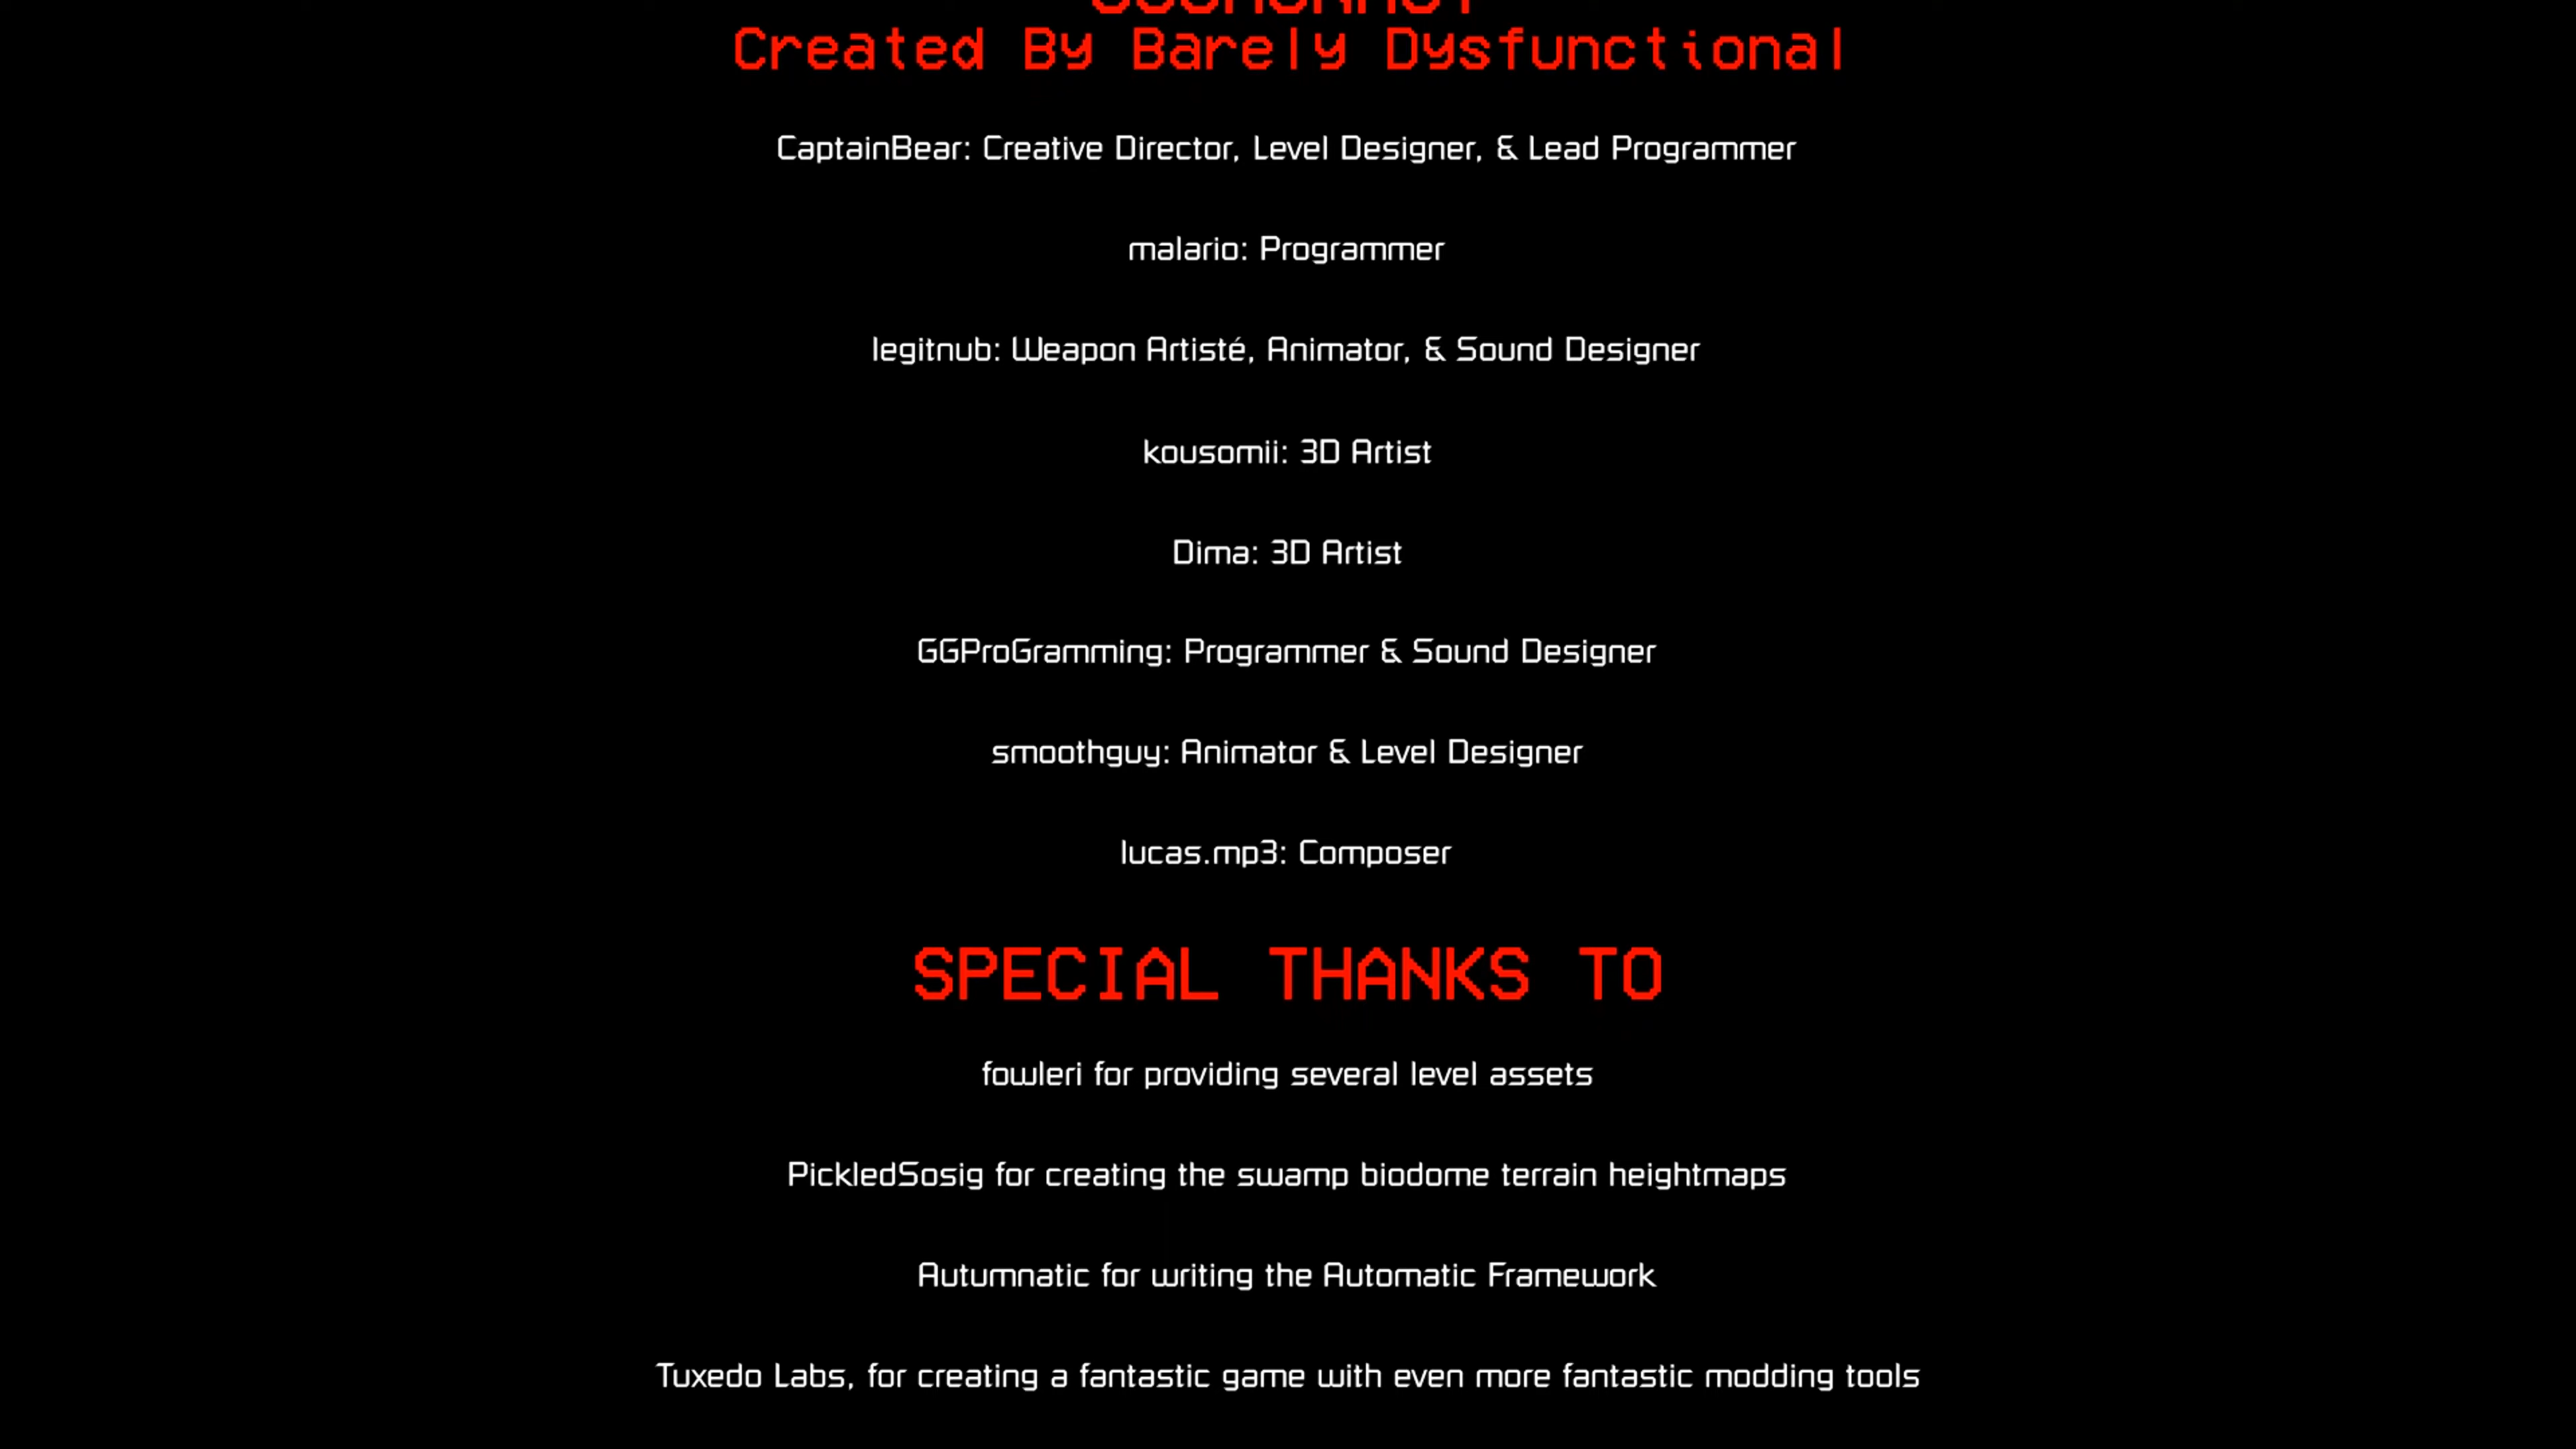 Created By Barely Dysfunctional
CaptainBear: Creative Director, Level Designer, & Lead Programmer
malario: Programmer
legitnub: Weapon Artisté, Animator, & Sound Designer
kousomii: 3D Artist
Dima: 3D Artist
GGProGramming: Programmer & Sound Designer
smoothguy: Animator & Level Designer
lucas.mp3: Composer
SPECIAL THANKS TO
fowleri for providing several level assets
PickledSosig for creating the swamp biodome terrain heightmaps
Autumnatic for writing the Automatic Framework
Tuxedo Labs, for creating a fantastic game with even more fantastic modding tools